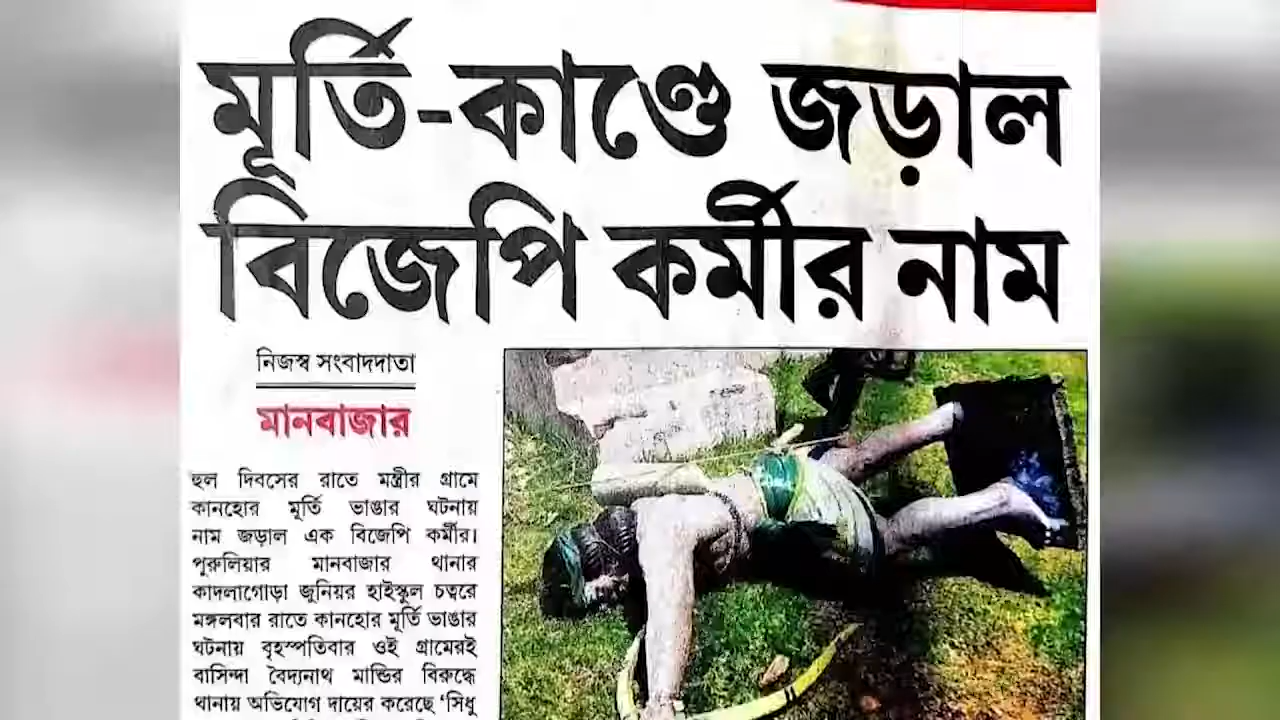 মূর্তি-কাণ্ডে জড়াল
বিজেপি কর্মীর নাম
নিজস্ব সংবাদদাতা
মানবাজার
হুল দিবসের রাতে মন্ত্রীর গ্রামে
কানহোর মূর্তি ভাঙার ঘটনায়
নাম জড়াল এক বিজেপি কর্মীর।
পুরুলিয়ার মানবাজার থানার
কাদলাগোড়া জুনিয়র হাইস্কুল চত্বরে
মঙ্গলবার রাতে কানহোর মূর্তি ভাঙার
ঘটনায় বৃহস্পতিবার ওই গ্রামেরই
বাসিন্দা বৈদ্যনাথ মান্ডির বিরুদ্ধে
থানায় অভিযোগ দায়ের করেছে ‘সিধু